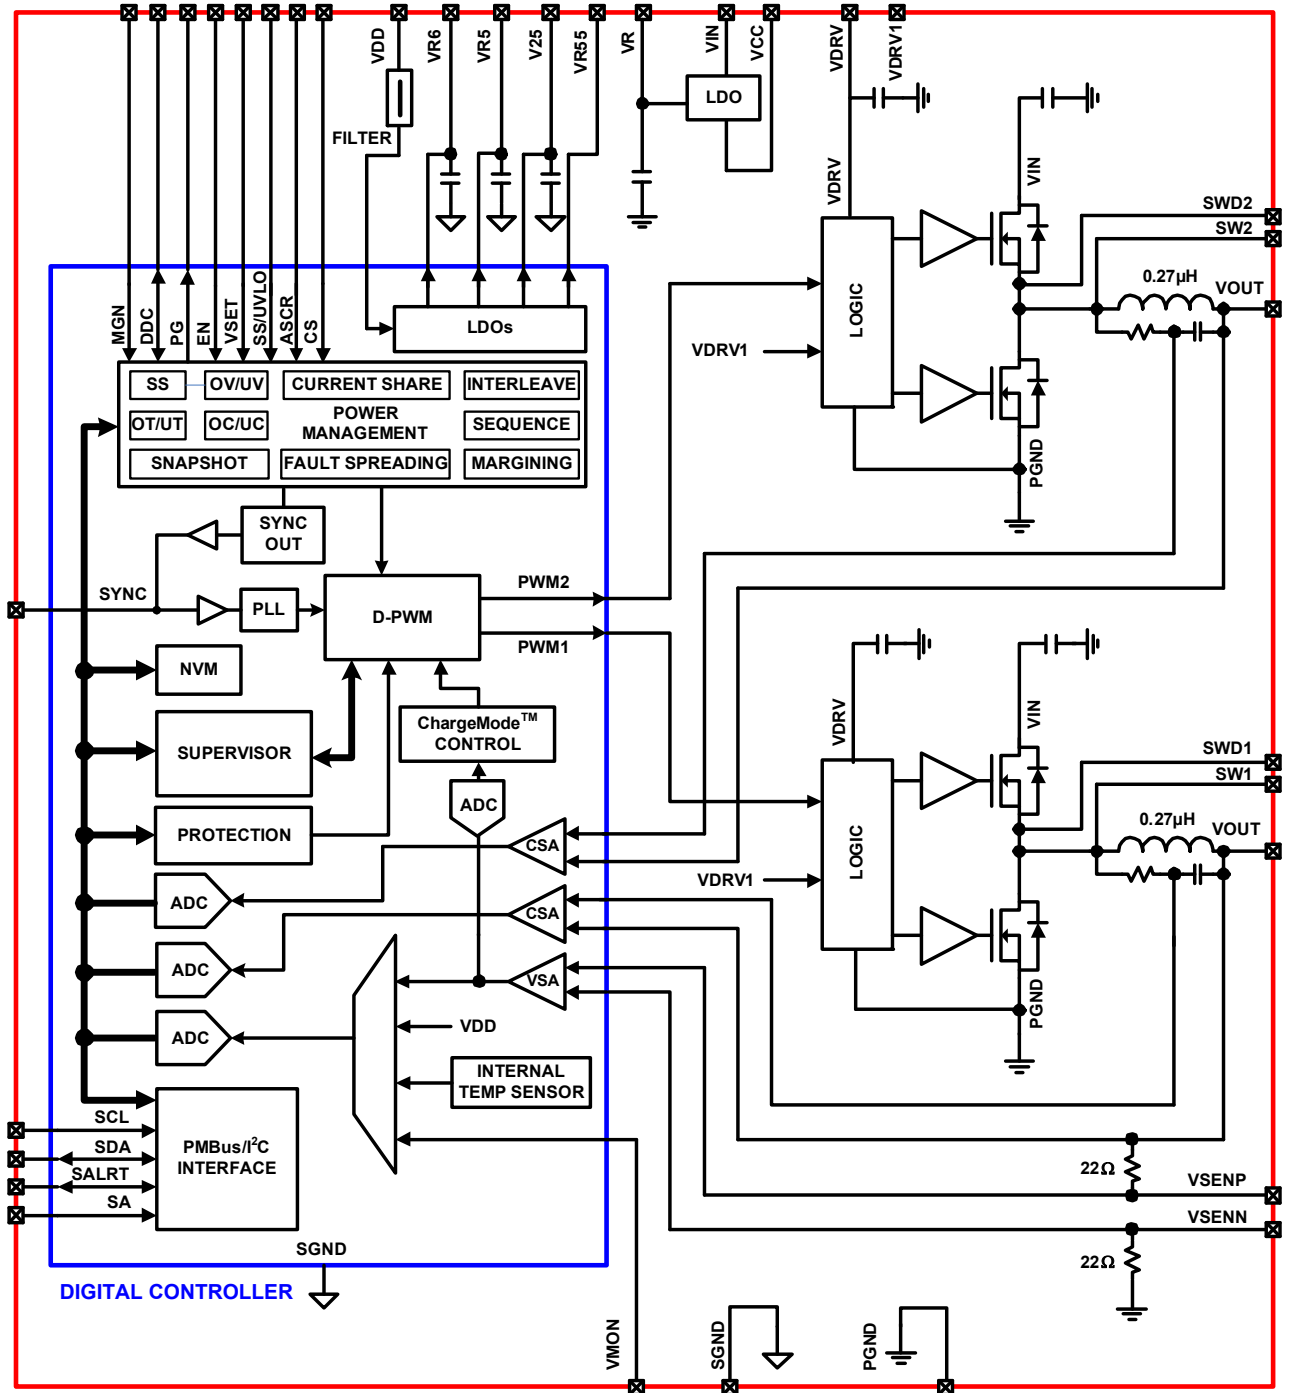 VDD
VR6
VR5
V25
VR55
VR
VIN
VCC
VDRV
VDRV1
LDO
FILTER
VDRV
VIN
SWD2
SW2
0.27µH
VOUT
MGN
DDC
PG
EN
VSET
SS/UVLO
ASCR
CS
LDOs
LOGIC
VDRV1
SS
OV/UV
CURRENT SHARE
INTERLEAVE
OT/UT
OC/UC
POWER
MANAGEMENT
SEQUENCE
SNAPSHOT
FAULT SPREADING
MARGINING
PGND
SYNC
OUT
SYNC
PLL
D-PWM
PWM2
PWM1
NVM
SUPERVISOR
ChargeMode™
CONTROL
VDRV
VIN
SWD1
SW1
0.27µH
VOUT
PROTECTION
ADC
CSA
LOGIC
VDRV1
ADC
CSA
ADC
VSA
PGND
ADC
VDD
INTERNAL
TEMP SENSOR
SCL
SDA
SALRT
SA
PMBus/I²C
INTERFACE
22Ω
VSENP
VSENN
22Ω
SGND
DIGITAL CONTROLLER
VMON
SGND
PGND